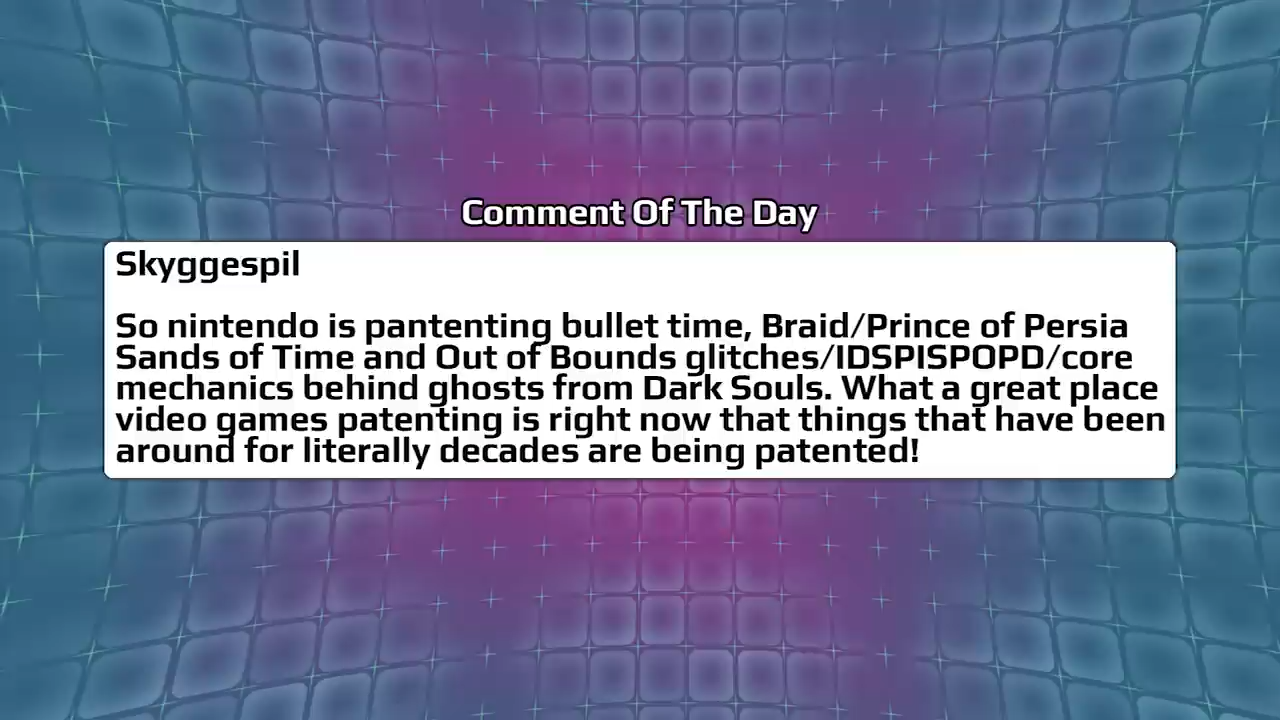 Comment Of The Day
Skyggespil
So nintendo is pantenting bullet time, Braid/Prince of Persia
Sands of Time and Out of Bounds glitches/IDSPISPOPD/core
mechanics behind ghosts from Dark Souls. What a great place
video games patenting is right now that things that have been
around for literally decades are being patented!